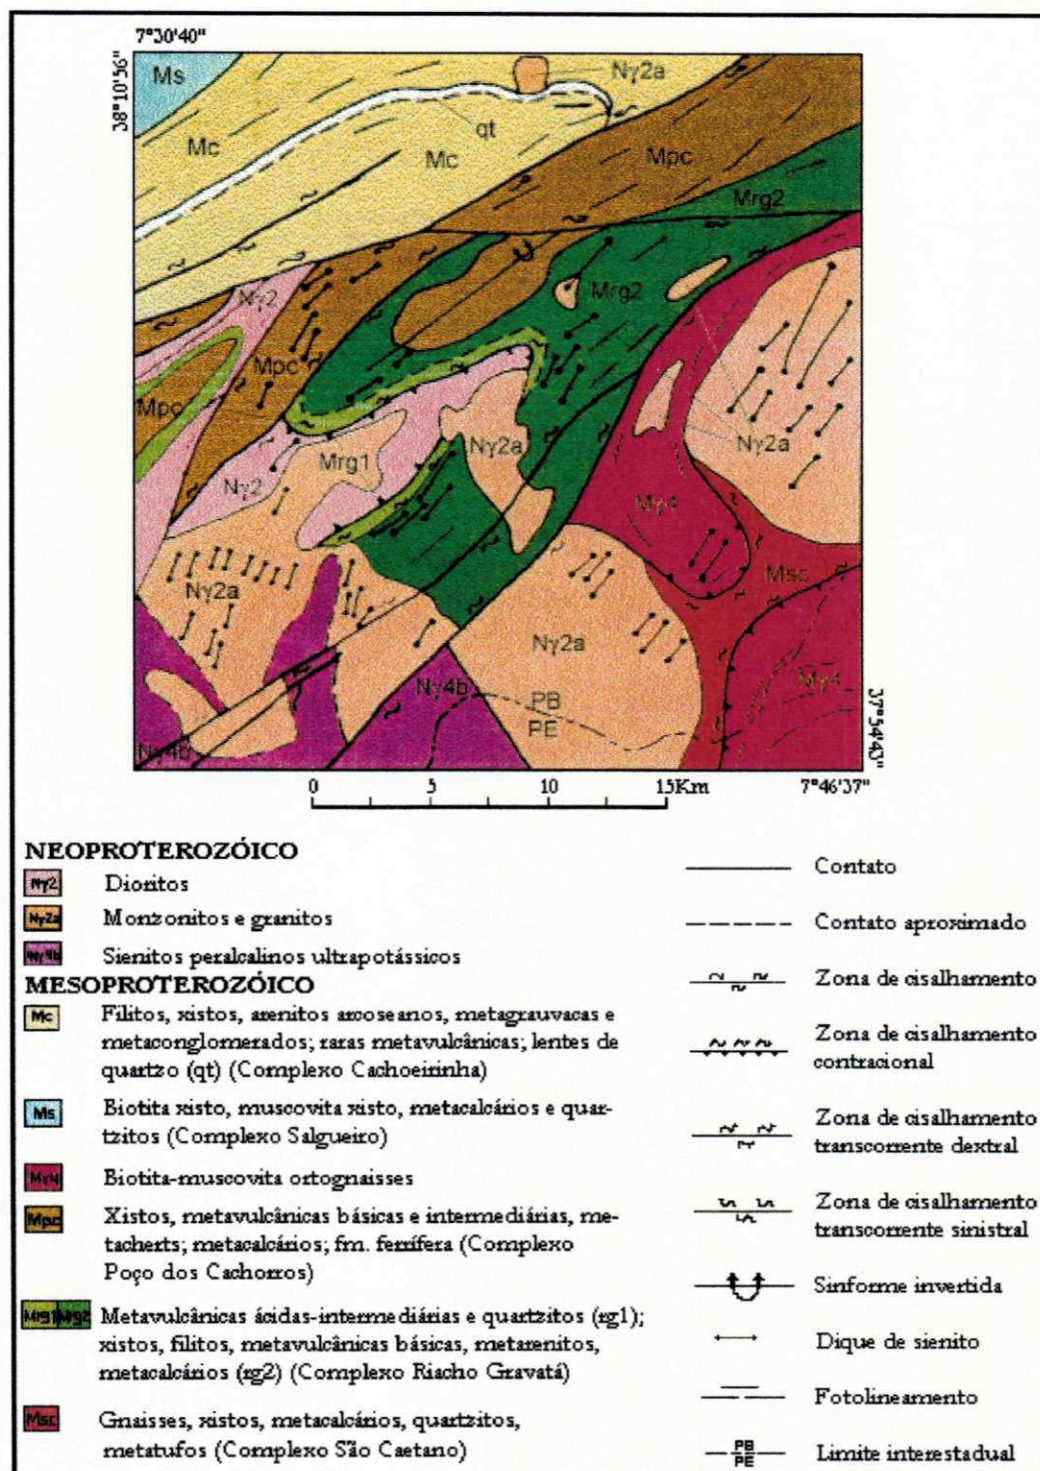 7°30'40"
38°10'56"
Ms
Nγ2a
qt
Mc
Mc
Mpc
Mrg2
Nγ2
Mrg2
Mpc
Mpc
Nγ2a
Nγ2a
Mrg1
Nγ2
Mγ4
Msc
Nγ2a
Nγ2a
Mγ4
Nγ4b
PB
PE
Nγ4b
37°54'43"
0 5 10 15Km
7°46'37"
NEOPROTEROZÓICO
Nγ2 Dioritos
Nγ2a Monzonitos e granitos
Nγ4b Sienitos peralcalinos ultrapotássicos
MESOPROTEROZÓICO
Mc Filitos, xistos, arenitos arcoseanos, metagrauvacas e
metaconglomerados; raras metavulcânicas; lentes de
quartzo (qt) (Complexo Cachoeirinha)
Ms Biotita xisto, muscovita xisto, metacalcários e quar-
tzitos (Complexo Salgueiro)
Mγ4 Biotita-muscovita ortognaisses
Mpc Xistos, metavulcânicas básicas e intermediárias, me-
tacherts; metacalcários; fm. ferrífera (Complexo
Poço dos Cachorros)
Mrg1 Mrg2 Metavulcânicas ácidas-intermediárias e quartzitos (rg1);
xistos, filitos, metavulcânicas básicas, metarenitos,
metacalcários (rg2) (Complexo Riacho Gravatá)
Msc Gnaisses, xistos, metacalcários, quartzitos,
metatufos (Complexo São Caetano)
Contato
Contato aproximado
Zona de cisalhamento
Zona de cisalhamento
contracional
Zona de cisalhamento
transcorrente dextral
Zona de cisalhamento
transcorrente sinistral
Sinforme invertida
Dique de sienito
Fotolineamento
PB
PE
Limite interestadual